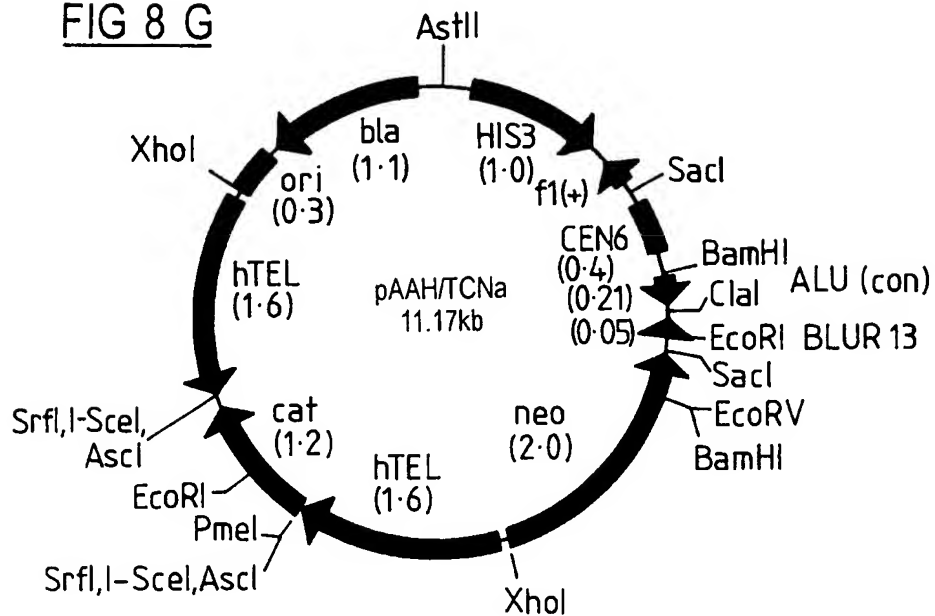 FIG 8 G
AstII
XhoI
bla
(1·1)
HIS3
(1·0)
f1(+)
SacI
ori
(0·3)
CEN6
(0·4)
BamHI
ALU (con)
(0·21)
ClaI
hTEL
(1·6)
pAAH/TCNa
11.17kb
(0·05)
EcoRI BLUR 13
SacI
EcoRV
BamHI
neo
(2·0)
SrfI,I-SceI,
AscI
cat
(1·2)
hTEL
(1·6)
EcoRI
PmeI
SrfI,I-SceI,AscI
XhoI